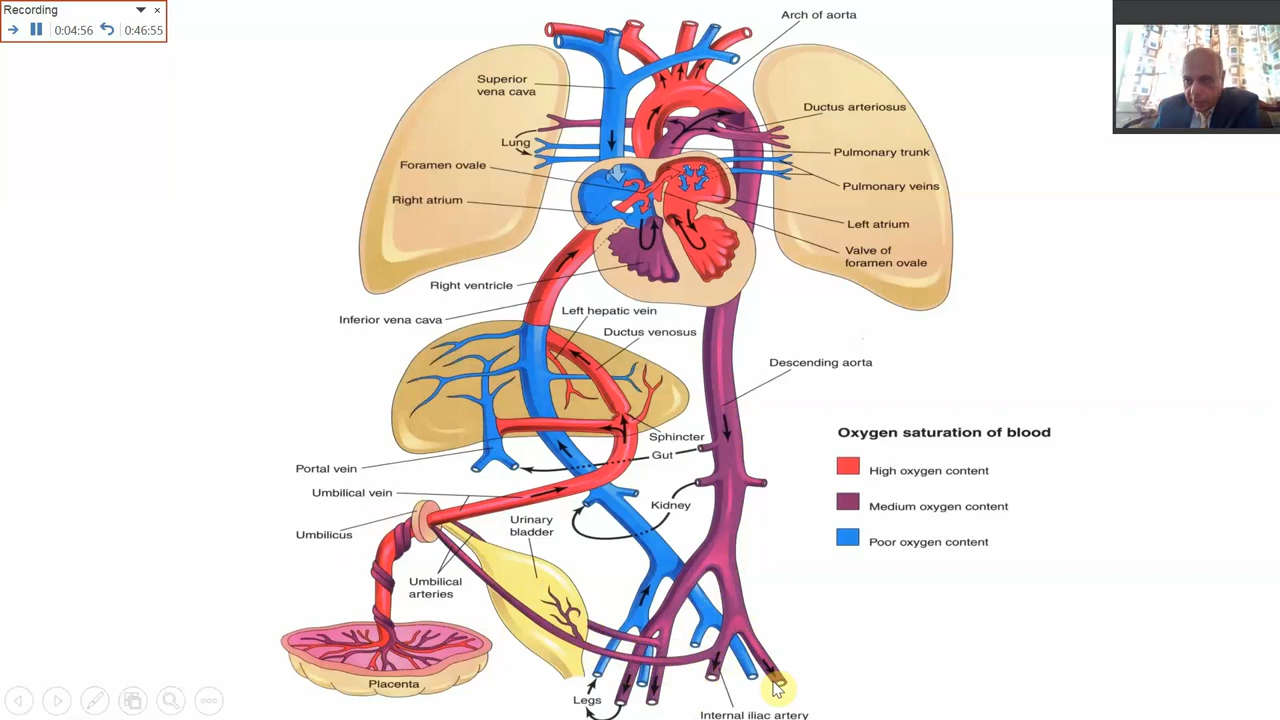 Recording
0:04:56
0:46:55
Arch of aorta
Superior
vena cava
Ductus arteriosus
Lung
Pulmonary trunk
Foramen ovale
Pulmonary veins
Right atrium
Left atrium
Valve of
foramen ovale
Right ventricle
Left hepatic vein
Inferior vena cava
Ductus venosus
Descending aorta
Oxygen saturation of blood
High oxygen content
Medium oxygen content
Poor oxygen content
Sphincter
Gut
Portal vein
Umbilical vein
Kidney
Urinary
bladder
Umbilicus
Umbilical
arteries
Placenta
Legs
Internal iliac artery